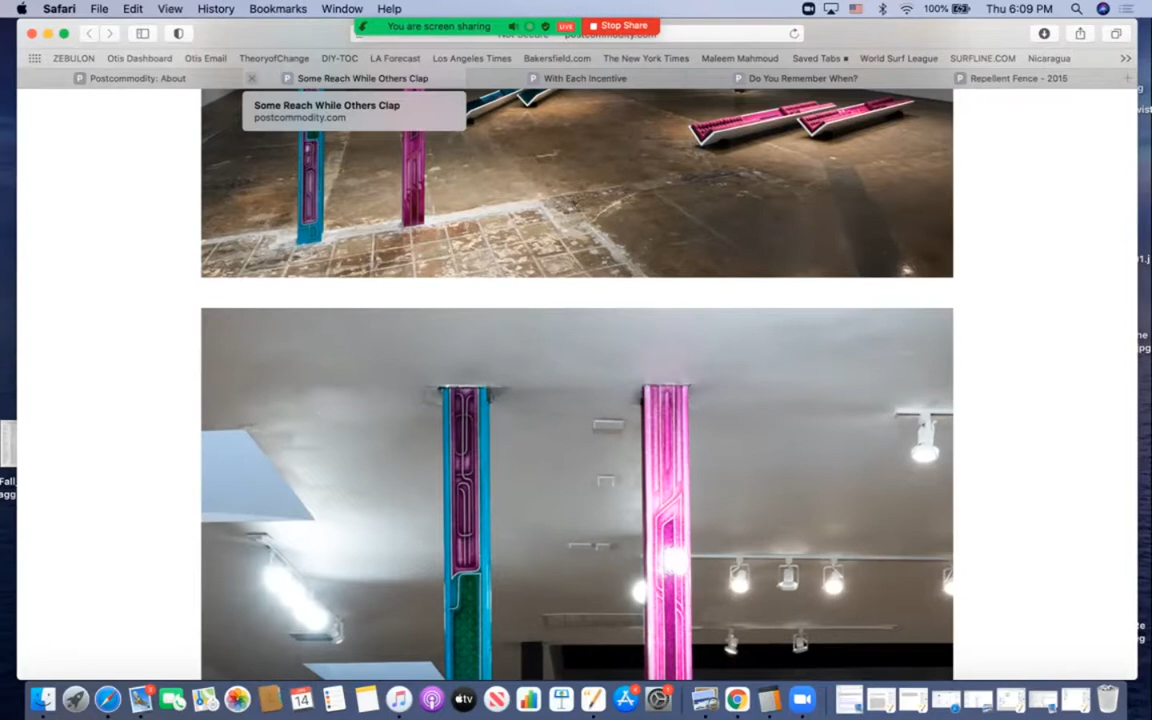 Safari File Edit View History Bookmarks Window Help 100% Thu 6:09 PM
You are screen sharing LIVE Stop Share
ZEBULON Otis Dashboard Otis Email TheoryofChange DIY-TOC LA Forecast Los Angeles Times Bakersfield.com The New York Times Maleem Mahmoud Saved Tabs World Surf League SURFLINE.COM Nicaragua
Postcommodity: About Some Reach While Others Clap With Each Incentive Do You Remember When? Repellent Fence - 2015
Some Reach While Others Clap
postcommodity.com
14